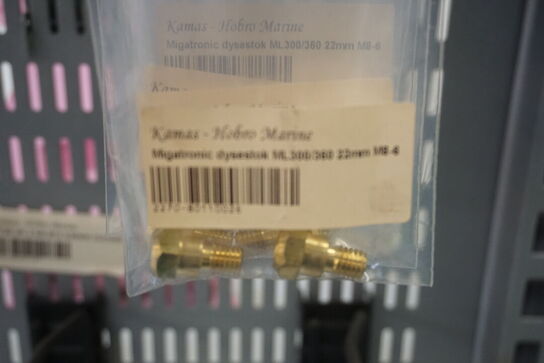 Kamas - Hobro Marine
Migatronic dysestok ML300/360 22mm M8-6
Kamas
Kamas - Hobro Marine
Migatronic dysestok ML300/360 22mm M8-6